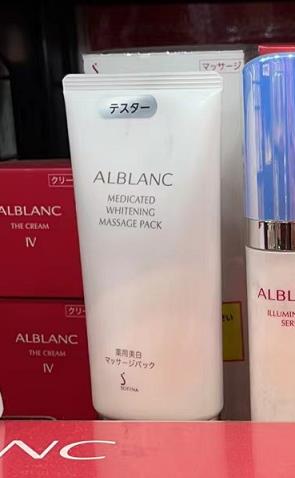 マッサージ
テスター
ALBLANC
MEDICATED
WHITENING
MASSAGE PACK
薬用美白
マッサージパック
S
SOFINA
クリー
ALBLANC
THE CREAM
IV
クリー
ALBLANC
THE CREAM
IV
ALBL
ILLUMIN
SER
さい
NC